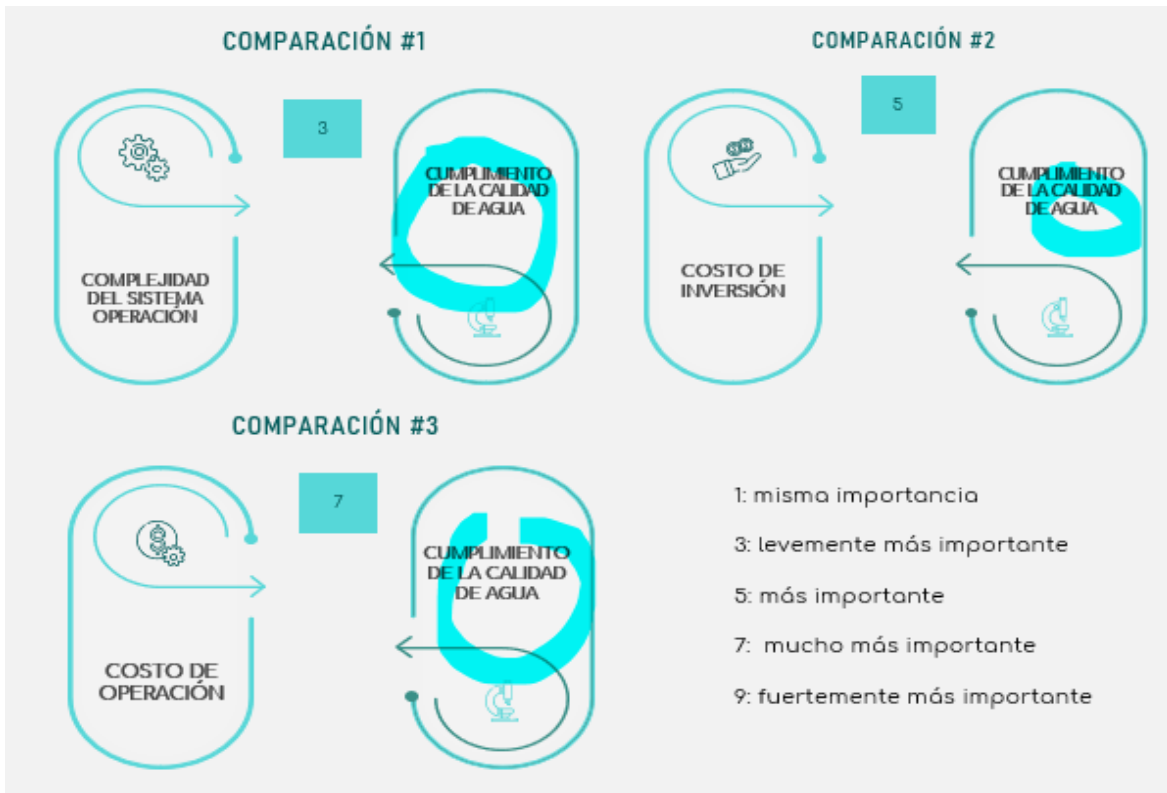 COMPARACIÓN #1
3
COMPLEJIDAD
DEL SISTEMA
OPERACIÓN
CUMPLIMIENTO
DE LA CALIDAD
DE AGUA
COMPARACIÓN #2
5
COSTO DE
INVERSIÓN
CUMPLIMIENTO
DE LA CALIDAD
DE AGUA
COMPARACIÓN #3
7
COSTO DE
OPERACIÓN
CUMPLIMIENTO
DE LA CALIDAD
DE AGUA
1: misma importancia
3: levemente más importante
5: más importante
7: mucho más importante
9: fuertemente más importante